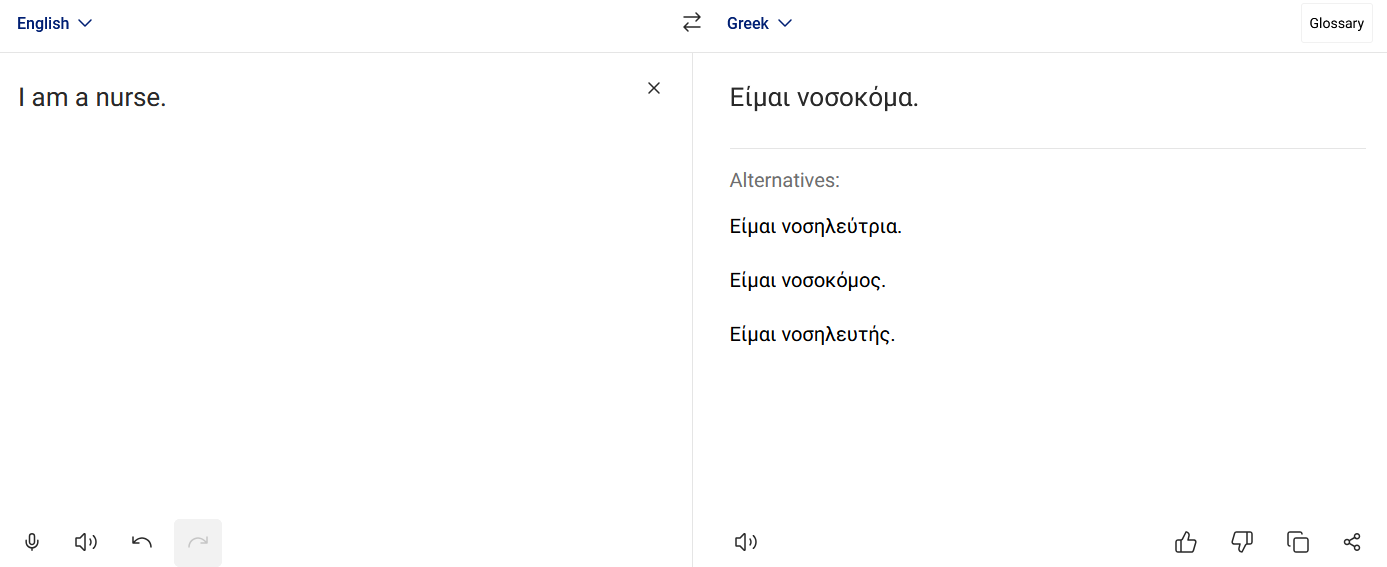 English
Greek
Glossary
I am a nurse.
Είμαι νοσοκόμα.
Alternatives:
Είμαι νοσηλεύτρια.
Είμαι νοσοκόμος.
Είμαι νοσηλευτής.